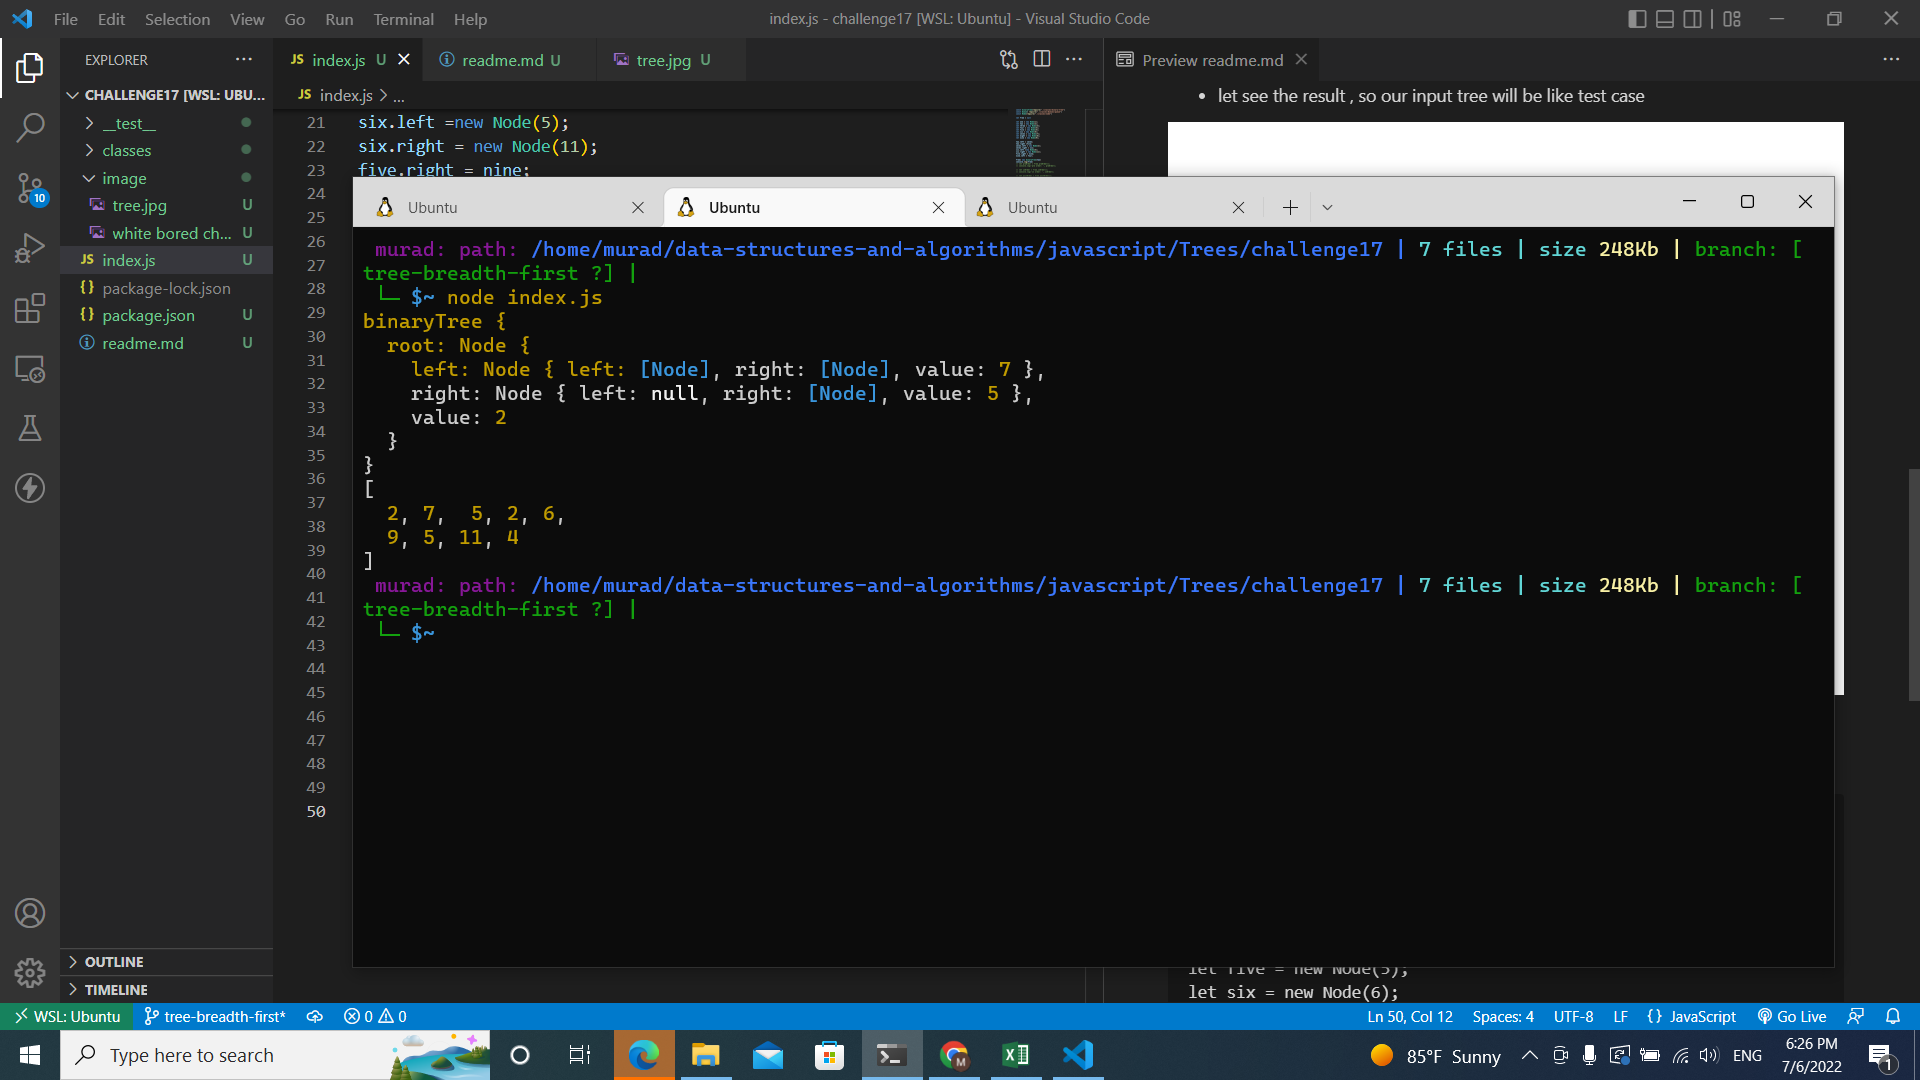 File Edit Selection View Go Run Terminal Help
index.js - challenge17 [WSL: Ubuntu] - Visual Studio Code
EXPLORER
CHALLENGE17 [WSL: UBU...
__test__
classes
image
tree.jpg U
white bored ch... U
JS index.js U
{} package-lock.json
{} package.json U
readme.md U
OUTLINE
TIMELINE
10
JS index.js U
readme.md U
tree.jpg U
JS index.js > ...
21 six.left =new Node(5);
22 six.right = new Node(11);
23 five.right = nine;
24
25
26
27
28
29
30
31
32
33
34
35
36
37
38
39
40
41
42
43
44
45
46
47
48
49
50
Preview readme.md
• let see the result , so our input tree will be like test case
Ubuntu
Ubuntu
Ubuntu
murad: path: /home/murad/data-structures-and-algorithms/javascript/Trees/challenge17 | 7 files | size 248Kb | branch: [
tree-breadth-first ?] |
└─ $~ node index.js
binaryTree {
root: Node {
left: Node { left: [Node], right: [Node], value: 7 },
right: Node { left: null, right: [Node], value: 5 },
value: 2
}
}
[
2, 7, 5, 2, 6,
9, 5, 11, 4
]
murad: path: /home/murad/data-structures-and-algorithms/javascript/Trees/challenge17 | 7 files | size 248Kb | branch: [
tree-breadth-first ?] |
└─ $~
let five = new Node(5);
let six = new Node(6);
WSL: Ubuntu tree-breadth-first* 0 0
Ln 50, Col 12 Spaces: 4 UTF-8 LF {} JavaScript Go Live
Type here to search
85°F Sunny
ENG
6:26 PM
7/6/2022
1